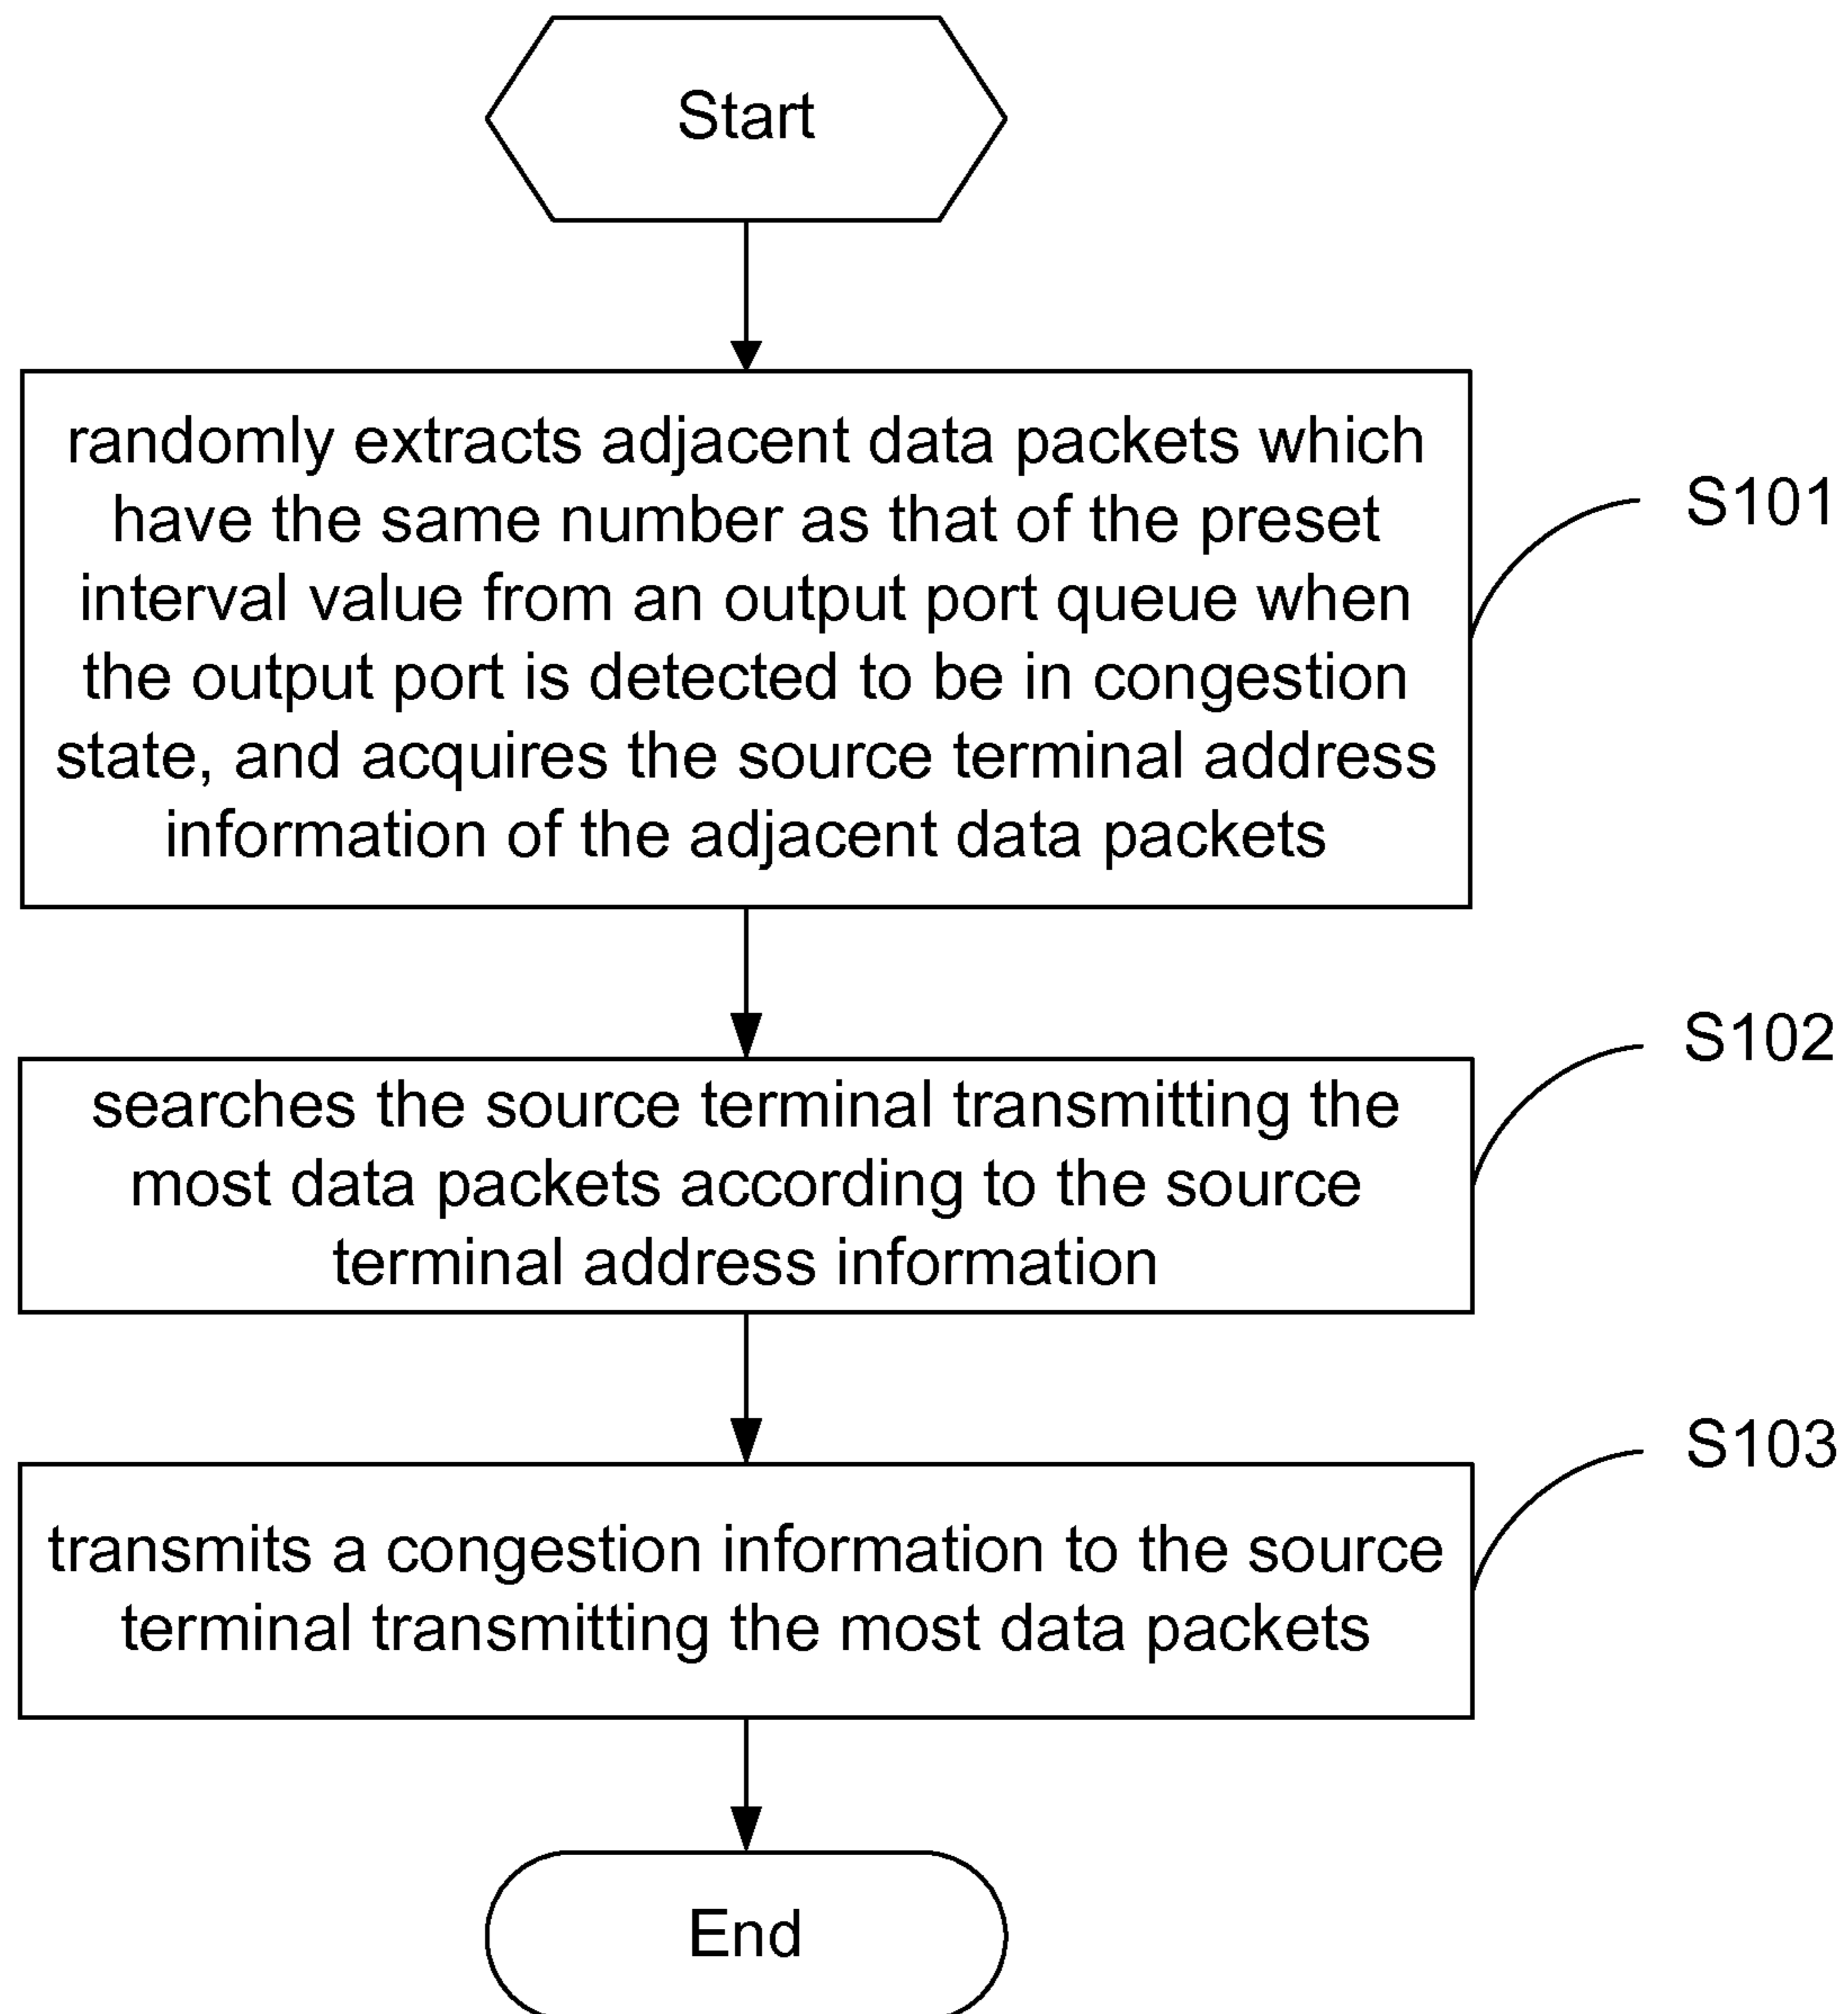 Start
randomly extracts adjacent data packets which
have the same number as that of the preset
interval value from an output port queue when
the output port is detected to be in congestion
state, and acquires the source terminal address
information of the adjacent data packets
S101
searches the source terminal transmitting the
most data packets according to the source
terminal address information
S102
transmits a congestion information to the source
terminal transmitting the most data packets
S103
End